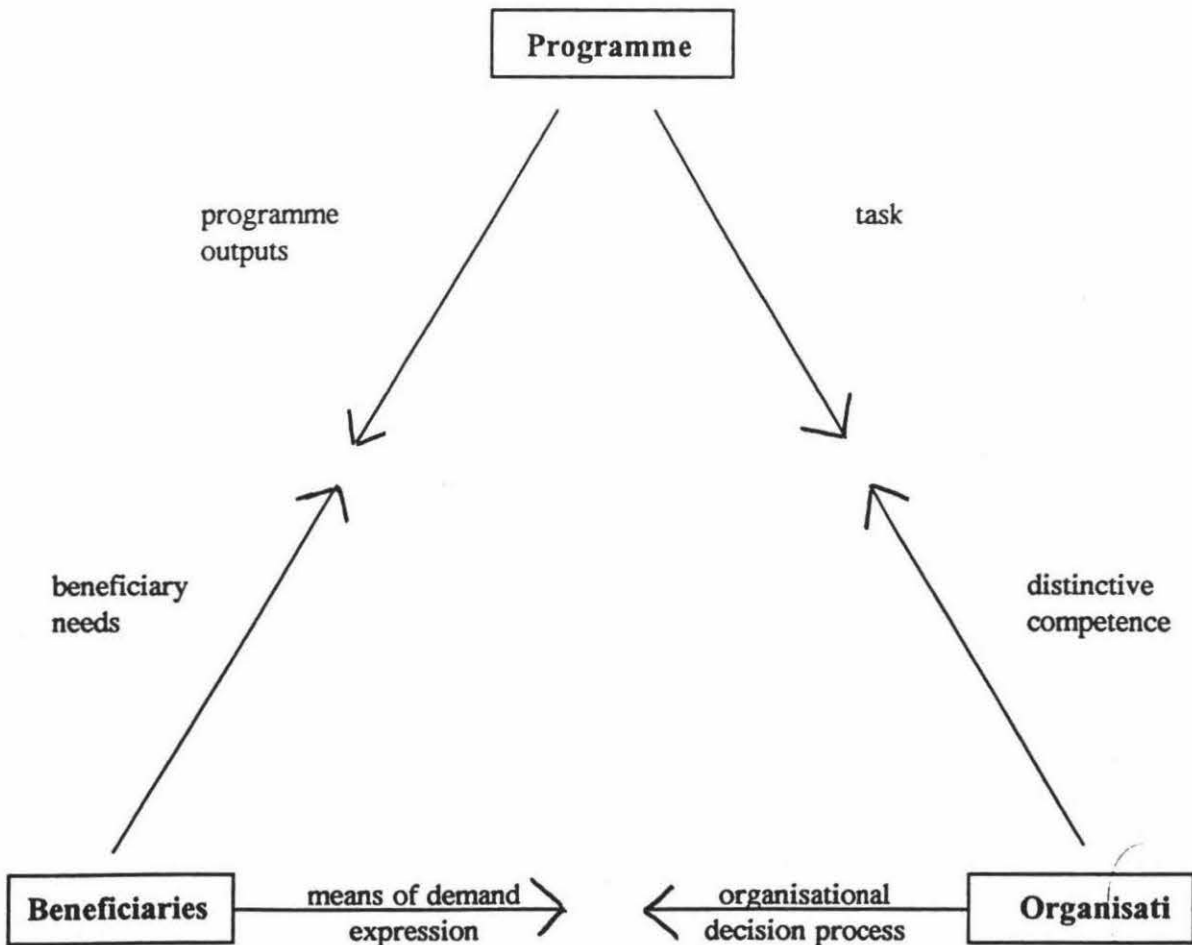 Programme
programme
outputs
task
beneficiary
needs
distinctive
competence
Beneficiaries
means of demand
expression
organisational
decision process
Organisati